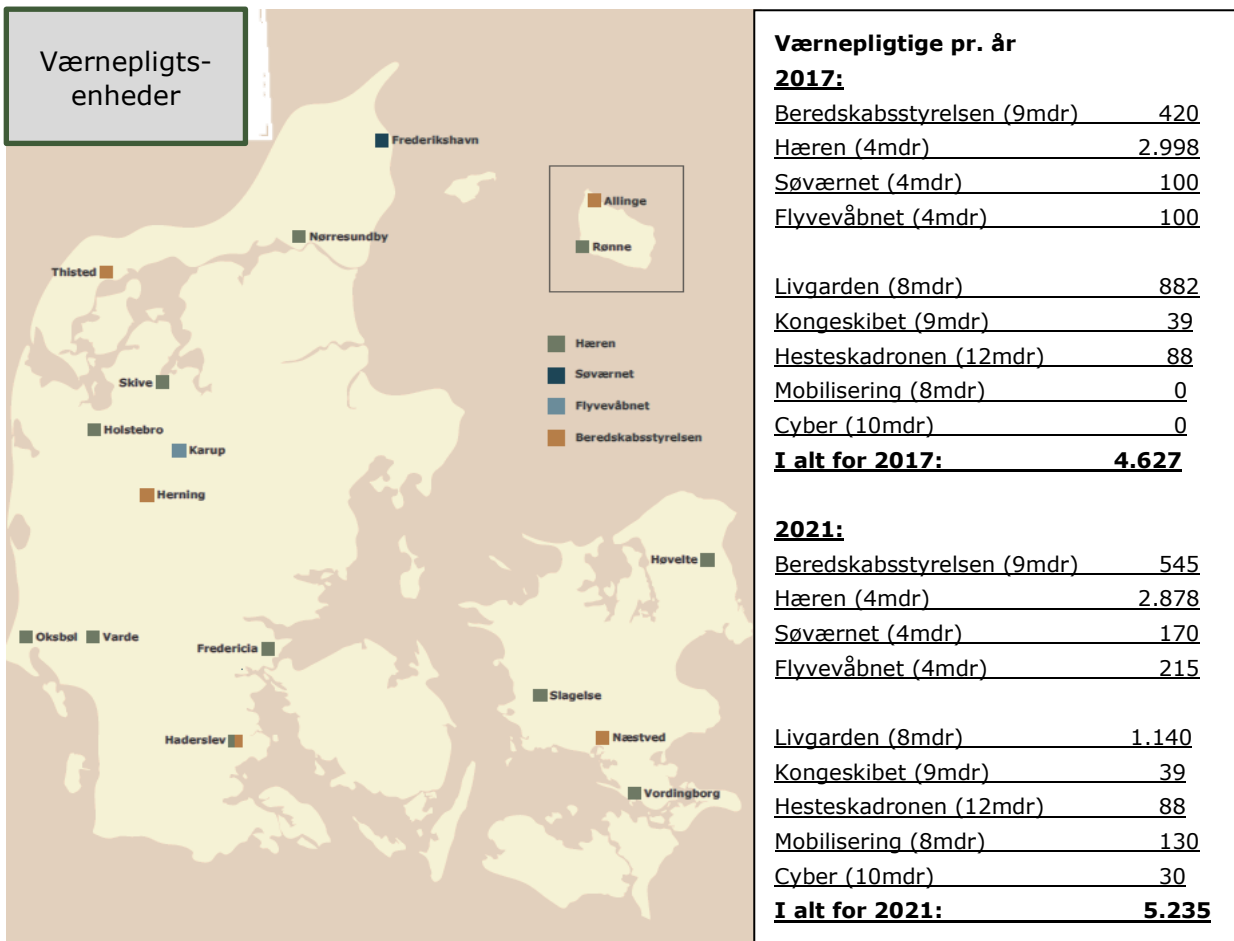 Værnepligts-
enheder
Frederikshavn
Nørresundby
Thisted
Allinge
Rønne
Skive
Holstebro
Karup
Herning
Hæren
Søværnet
Flyvevåbnet
Beredskabsstyrelsen
Høvelte
Oksbøl
Varde
Fredericia
Slagelse
Haderslev
Næstved
Vordingborg
Værnepligtige pr. år
2017:
Beredskabsstyrelsen (9mdr) 420
Hæren (4mdr) 2.998
Søværnet (4mdr) 100
Flyvevåbnet (4mdr) 100
Livgarden (8mdr) 882
Kongeskibet (9mdr) 39
Hesteskadronen (12mdr) 88
Mobilisering (8mdr) 0
Cyber (10mdr) 0
I alt for 2017: 4.627
2021:
Beredskabsstyrelsen (9mdr) 545
Hæren (4mdr) 2.878
Søværnet (4mdr) 170
Flyvevåbnet (4mdr) 215
Livgarden (8mdr) 1.140
Kongeskibet (9mdr) 39
Hesteskadronen (12mdr) 88
Mobilisering (8mdr) 130
Cyber (10mdr) 30
I alt for 2021: 5.235